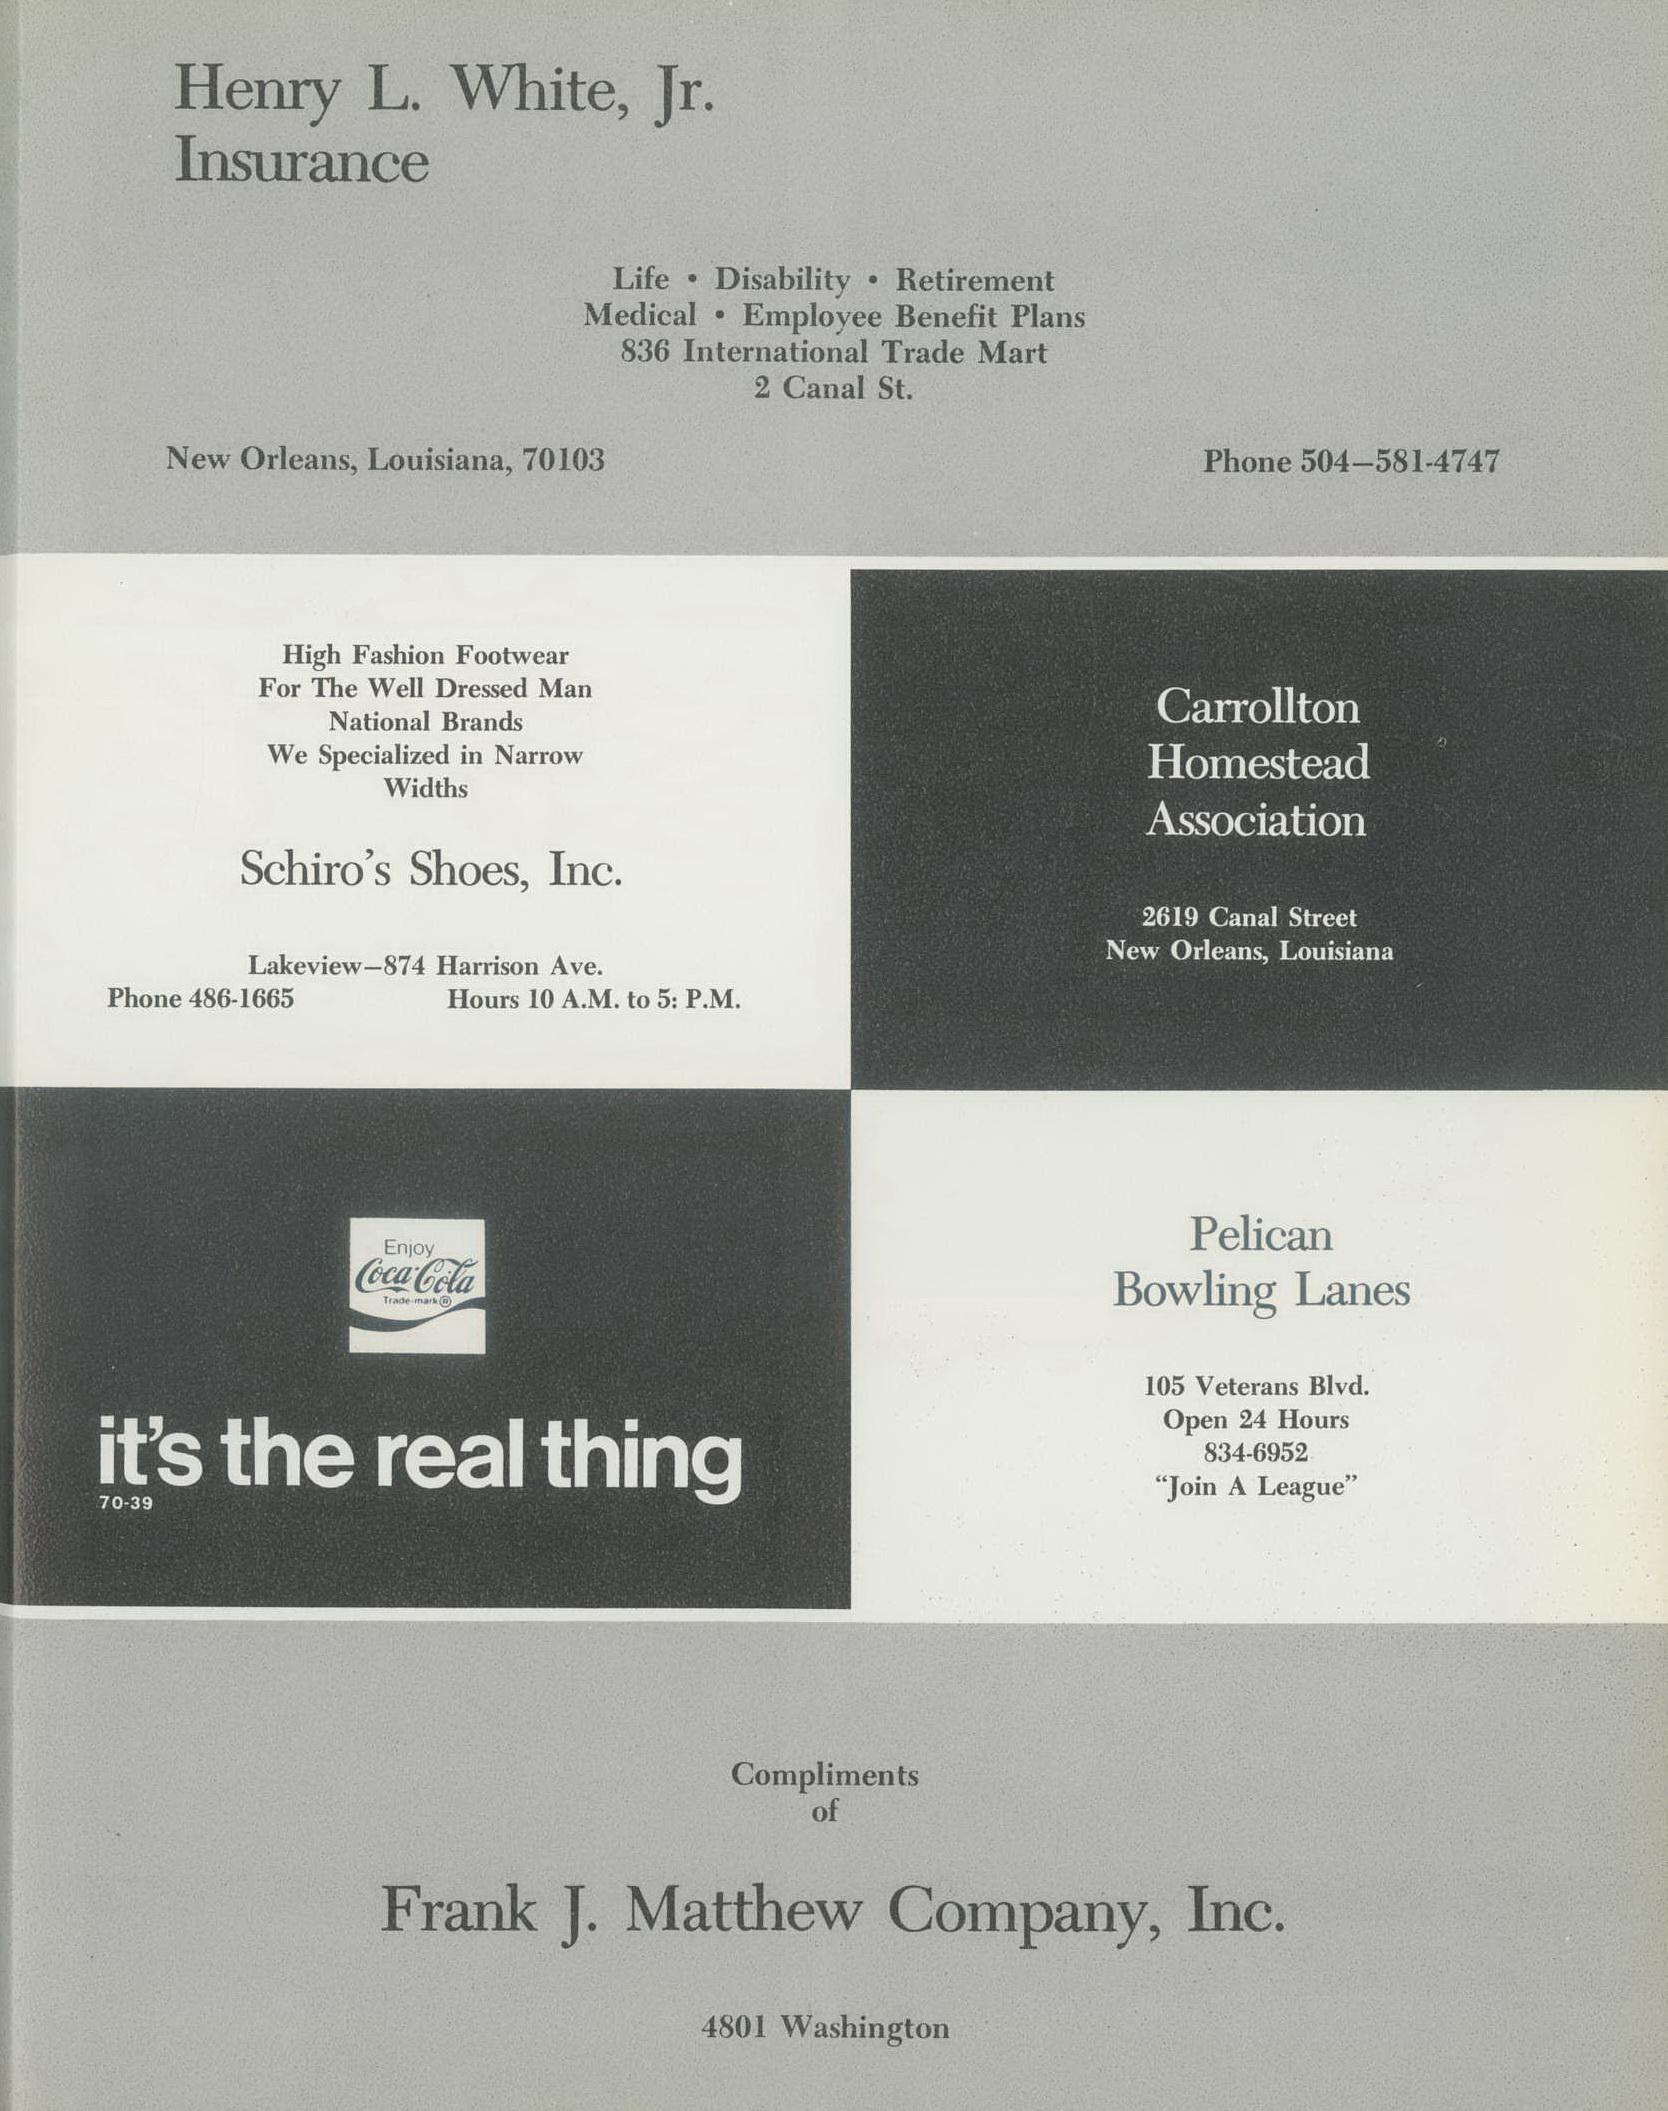 Henry L. White, Jr.
Insurance
Life • Disability • Retirement
Medical • Employee Benefit Plans
836 International Trade Mart
2 Canal St.
New Orleans, Louisiana, 70103 Phone 504—581-4747
High Fashion Footwear
For The Well Dressed Man
National Brands
We Specialized in Narrow
Widths
Schiro's Shoes, Inc.
Lakeview—874 Harrison Ave.
Phone 486-1665 Hours 10 A.M. to 5: P.M.
Carrollton
Homestead
Association
2619 Canal Street
New Orleans, Louisiana
Enjoy
Coca-Cola
Trade-mark®
it's the real thing
70-39
Pelican
Bowling Lanes
105 Veterans Blvd.
Open 24 Hours
834-6952
“Join A League”
Compliments
of
Frank J. Matthew Company, Inc.
4801 Washington